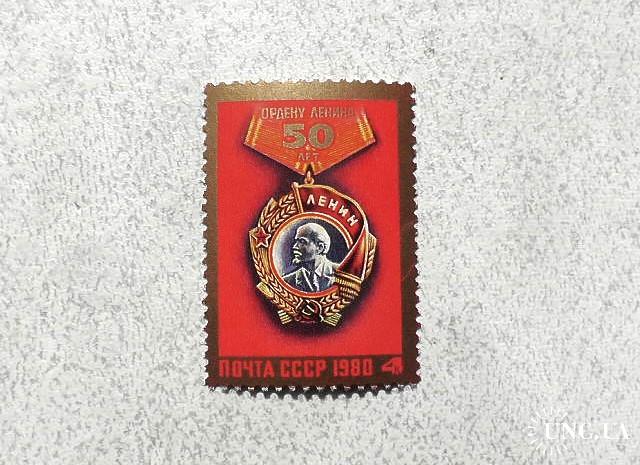 ОРДЕНУ ЛЕНИНА
50
ЛЕТ
ЛЕНИН
ПОЧТА СССР 1980 4к
UNC.UA